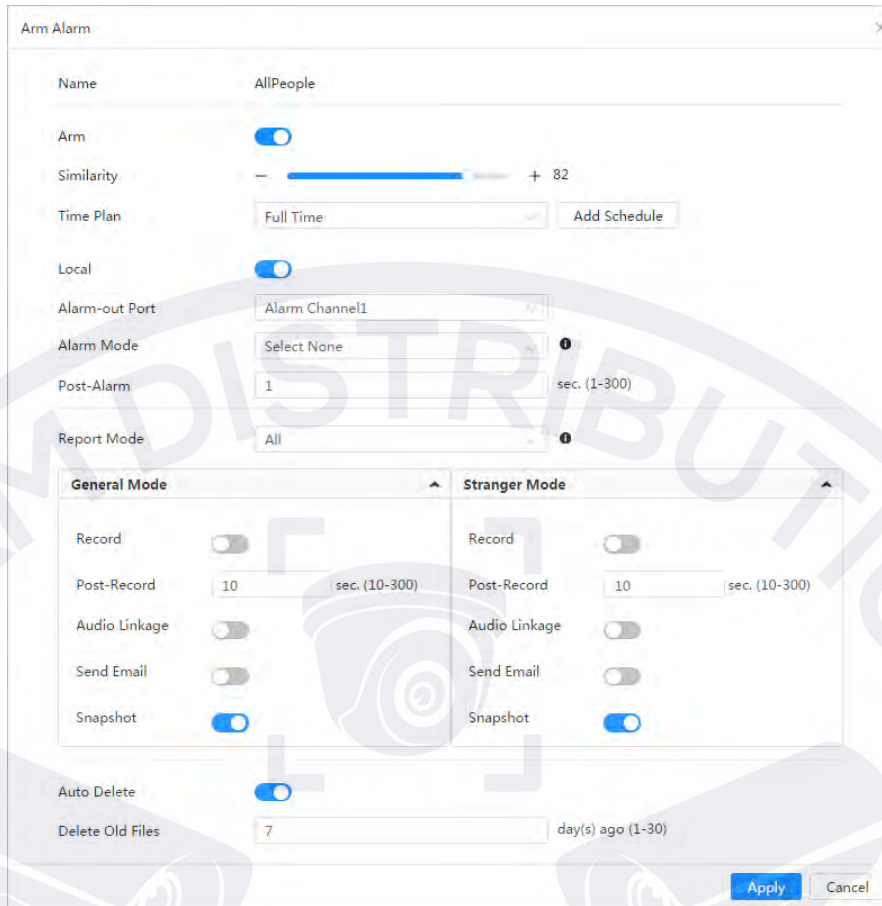 Arm Alarm
Name AllPeople
Arm
Similarity − + 82
Time Plan Full Time Add Schedule
Local
Alarm-out Port Alarm Channel1
Alarm Mode Select None
Post-Alarm 1 sec. (1-300)
Report Mode All
General Mode Stranger Mode
Record Record
Post-Record 10 sec. (10-300) Post-Record 10 sec. (10-300)
Audio Linkage Audio Linkage
Send Email Send Email
Snapshot Snapshot
Auto Delete
Delete Old Files 7 day(s) ago (1-30)
Apply Cancel